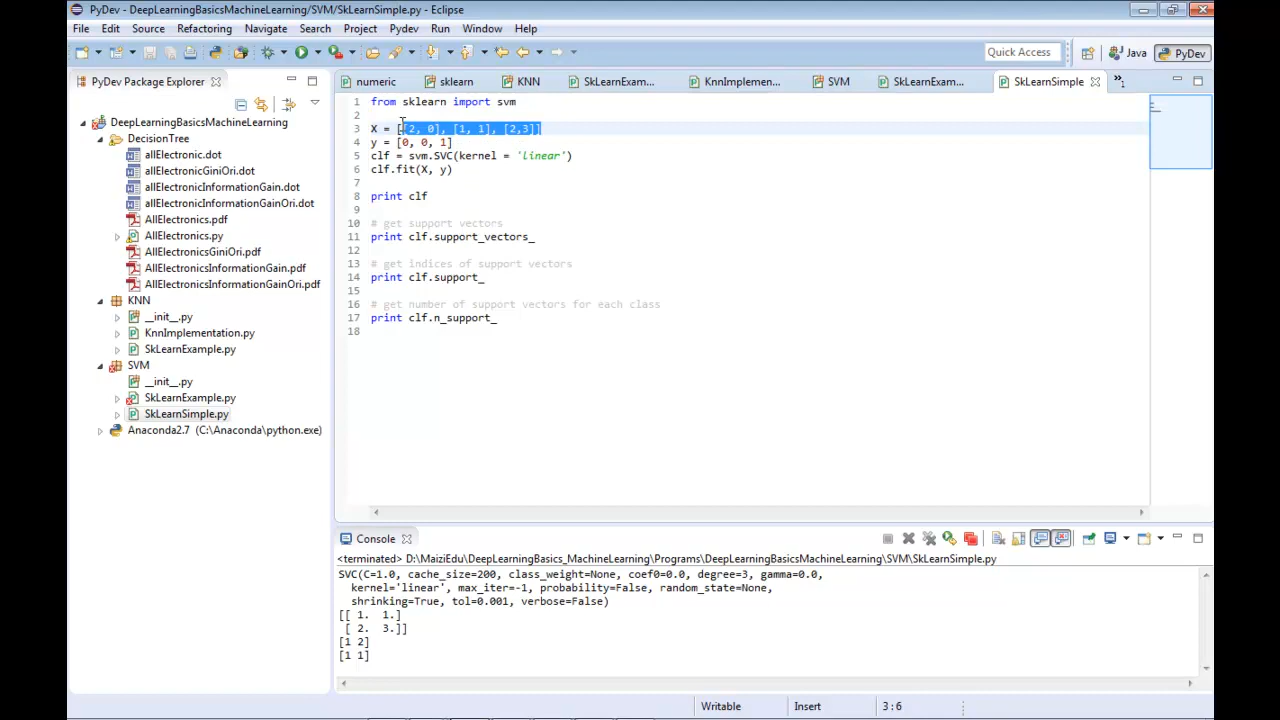 PyDev - DeepLearningBasicsMachineLearning/SVM/SkLearnSimple.py - Eclipse
File Edit Source Refactoring Navigate Search Project Pydev Run Window Help
Quick Access
Java
PyDev
PyDev Package Explorer
numeric
sklearn
KNN
SkLearnExam...
KnnImplemen...
SVM
SkLearnExam...
SkLearnSimple
1
DeepLearningBasicsMachineLearning
DecisionTree
allElectronic.dot
allElectronicGiniOri.dot
allElectronicInformationGain.dot
allElectronicInformationGainOri.dot
AllElectronics.pdf
AllElectronics.py
AllElectronicsGiniOri.pdf
AllElectronicsInformationGain.pdf
AllElectronicsInformationGainOri.pdf
KNN
__init__.py
KnnImplementation.py
SkLearnExample.py
SVM
__init__.py
SkLearnExample.py
SkLearnSimple.py
Anaconda2.7 (C:\Anaconda\python.exe)
1 from sklearn import svm
2
3 X = [[2, 0], [1, 1], [2,3]]
4 y = [0, 0, 1]
5 clf = svm.SVC(kernel = 'linear')
6 clf.fit(X, y)
7
8 print clf
9
10 # get support vectors
11 print clf.support_vectors_
12
13 # get indices of support vectors
14 print clf.support_
15
16 # get number of support vectors for each class
17 print clf.n_support_
18
Console
<terminated> D:\MaiziEdu\DeepLearningBasics_MachineLearning\Programs\DeepLearningBasicsMachineLearning\SVM\SkLearnSimple.py
SVC(C=1.0, cache_size=200, class_weight=None, coef0=0.0, degree=3, gamma=0.0,
kernel='linear', max_iter=-1, probability=False, random_state=None,
shrinking=True, tol=0.001, verbose=False)
[[ 1. 1.]
[ 2. 3.]]
[1 2]
[1 1]
Writable
Insert
3 : 6